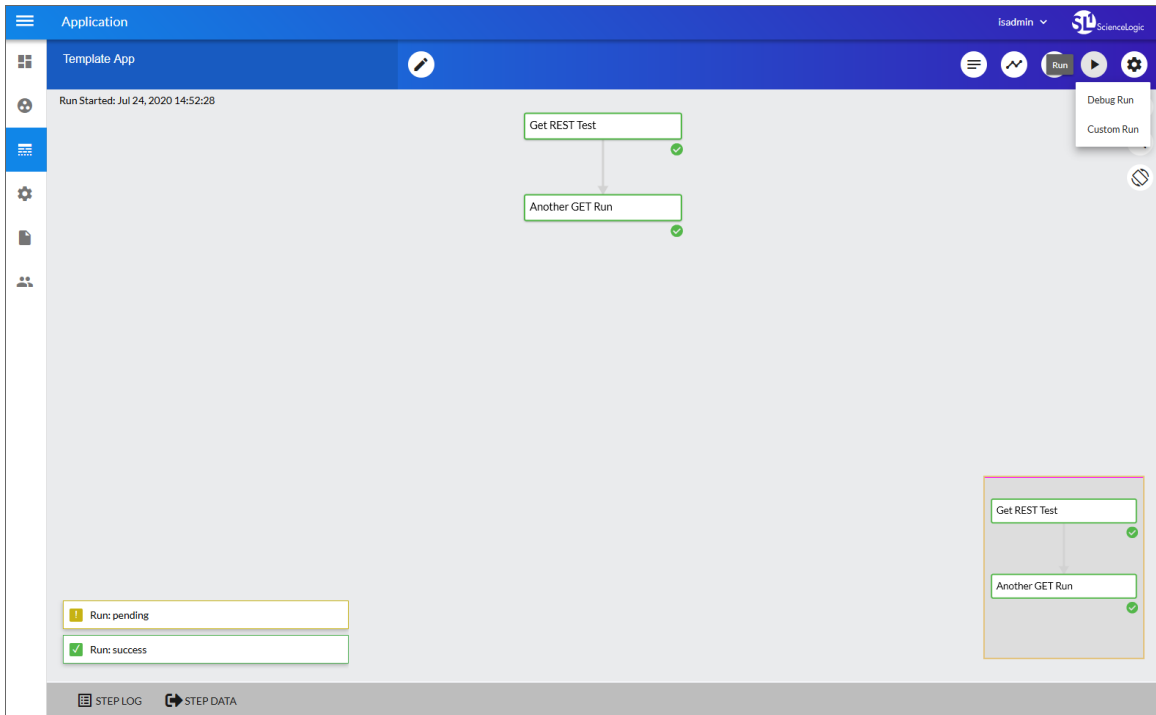 Application
isadmin
ScienceLogic
Template App
Run
Debug Run
Custom Run
Run Started: Jul 24, 2020 14:52:28
Get REST Test
Another GET Run
Get REST Test
Another GET Run
Run: pending
Run: success
STEP LOG
STEP DATA